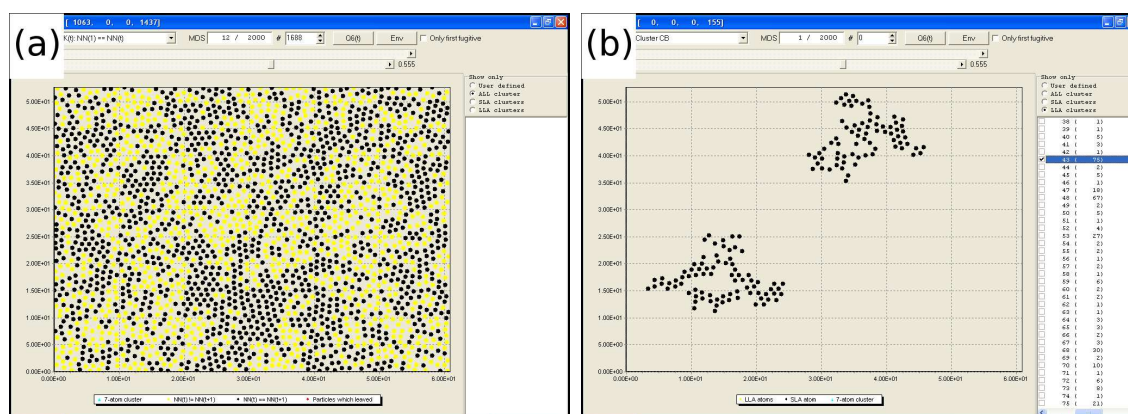 (a)
[ 1063, 0, 0, 1437]
K(t): NN(1) == NN(t) MDS 12 / 2000 # 1688 Q6(t) Env Only first fugitive
0.555
Show only
User defined
ALL cluster
SLA clusters
LLA clusters
5.00E+01
4.50E+01
4.00E+01
3.50E+01
3.00E+01
2.50E+01
2.00E+01
1.50E+01
1.00E+01
5.00E+00
0.00E+00
0.00E+00 1.00E+01 2.00E+01 3.00E+01 4.00E+01 5.00E+01 6.00E+01
7-atom cluster NN(t) != NN(t+1) NN(t) == NN(t+1) Particles which leaved
(b)
[ 0, 0, 0, 155]
Cluster CB MDS 1 / 2000 # 0 Q6(t) Env Only first fugitive
0.555
Show only
User defined
ALL cluster
SLA clusters
LLA clusters
5.00E+01
4.50E+01
4.00E+01
3.50E+01
3.00E+01
2.50E+01
2.00E+01
1.50E+01
1.00E+01
5.00E+00
0.00E+00
0.00E+00 1.00E+01 2.00E+01 3.00E+01 4.00E+01 5.00E+01 6.00E+01
LLA atoms SLA atom 7-atom cluster
38 ( 1)
39 ( 1)
40 ( 5)
41 ( 3)
42 ( 1)
43 ( 75)
44 ( 2)
45 ( 5)
46 ( 1)
47 ( 18)
48 ( 67)
49 ( 2)
50 ( 5)
51 ( 1)
52 ( 4)
53 ( 27)
54 ( 2)
55 ( 2)
56 ( 1)
57 ( 2)
58 ( 1)
59 ( 6)
60 ( 2)
61 ( 2)
62 ( 1)
63 ( 1)
64 ( 3)
65 ( 3)
66 ( 2)
67 ( 3)
68 ( 30)
69 ( 2)
70 ( 10)
71 ( 1)
72 ( 6)
73 ( 8)
74 ( 1)
75 ( 21)